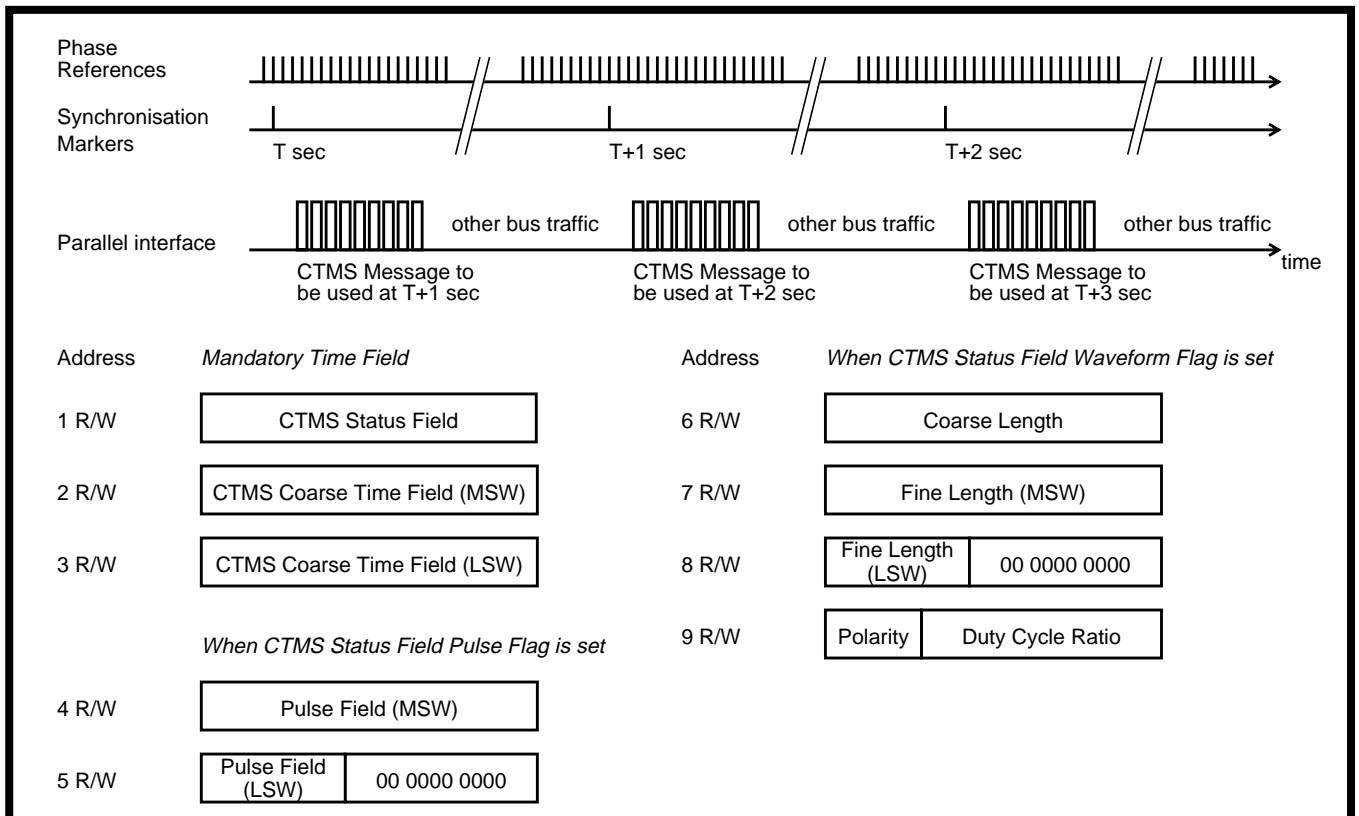 Phase
References
Synchronisation
Markers
T sec
T+1 sec
T+2 sec
Parallel interface
other bus traffic
other bus traffic
other bus traffic
time
CTMS Message to
be used at T+1 sec
CTMS Message to
be used at T+2 sec
CTMS Message to
be used at T+3 sec
Address
Mandatory Time Field
1 R/W
CTMS Status Field
2 R/W
CTMS Coarse Time Field (MSW)
3 R/W
CTMS Coarse Time Field (LSW)
When CTMS Status Field Pulse Flag is set
4 R/W
Pulse Field (MSW)
5 R/W
Pulse Field
(LSW)
00 0000 0000
Address
When CTMS Status Field Waveform Flag is set
6 R/W
Coarse Length
7 R/W
Fine Length (MSW)
8 R/W
Fine Length
(LSW)
00 0000 0000
9 R/W
Polarity
Duty Cycle Ratio